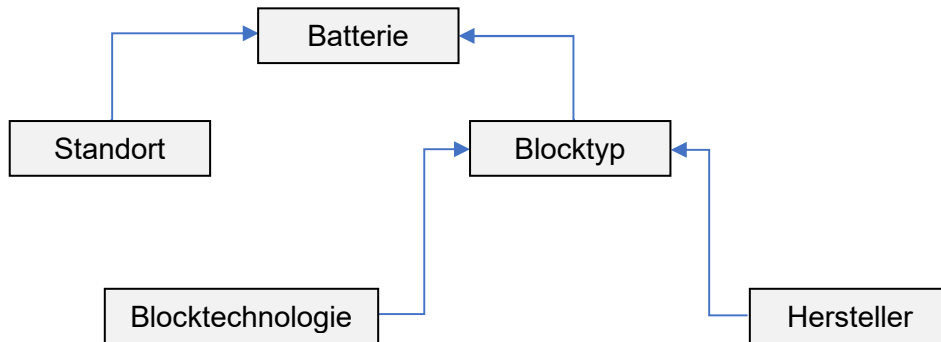 Batterie
Standort
Blocktyp
Blocktechnologie
Hersteller